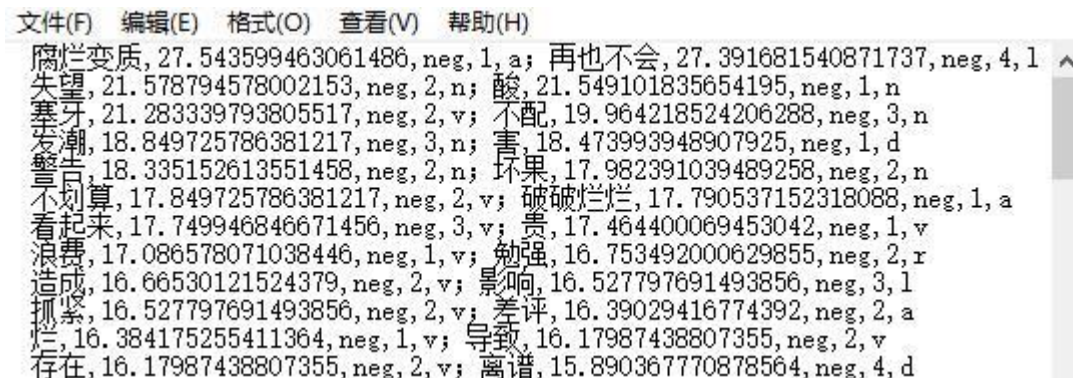 文件(F) 编辑(E) 格式(O) 查看(V) 帮助(H)
腐烂变质,27.5435994463061486,neg,1,a; 再也不会,27.391681540871737,neg,4,l
失望,21.578794578002153,neg,2,n; 酸,21.549101835654195,neg,1,n
塞牙,21.283339793805517,neg,2,v; 不配,19.964218524206288,neg,3,n
发潮,18.849725786381217,neg,3,n; 害,18.473993948907925,neg,1,d
警告,18.335152613551458,neg,2,n; 坏果,17.982391039489258,neg,2,n
不划算,17.849725786381217,neg,2,v; 破破烂烂,17.790537152318088,neg,1,a
看起来,17.749946846671456,neg,3,v; 贵,17.464400069453042,neg,1,v
浪费,17.086578071038446,neg,1,v; 勉强,16.753492000629855,neg,2,r
造成,16.66530121524379,neg,2,v; 影响,16.527797691493856,neg,3,l
抓紧,16.527797691493856,neg,2,v; 差评,16.39029416774392,neg,2,a
烂,16.384175255411364,neg,1,v; 导致,16.17987438807355,neg,2,v
存在,16.17987438807355,neg,2,v; 离谱,15.890367770878564,neg,4,d